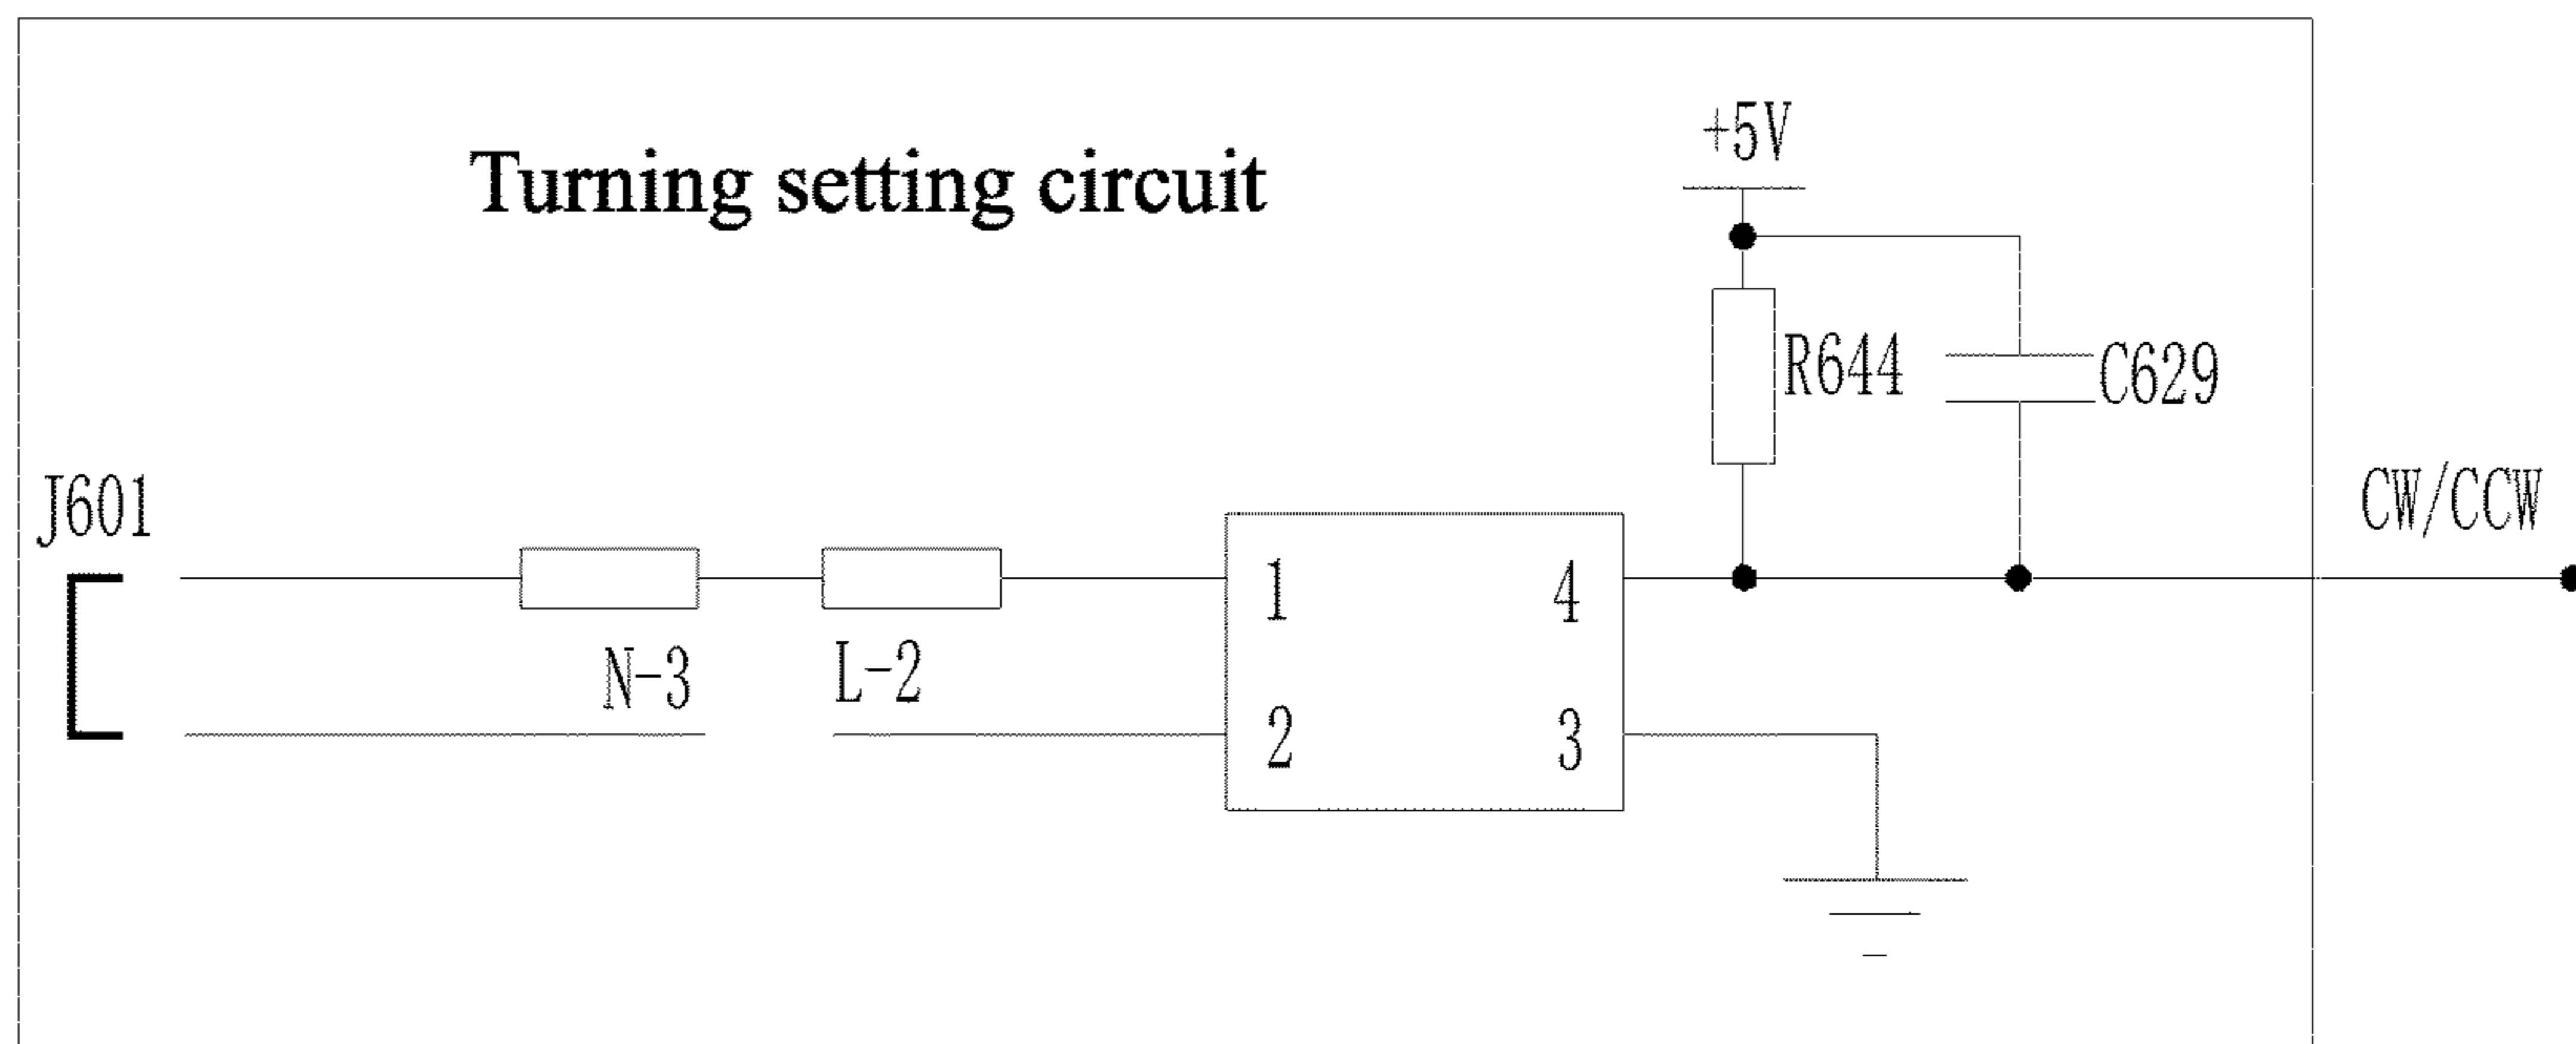 +5V
Turning setting circuit
R644
C629
J601
CW/CCW
1
4
N-3
L-2
2
3